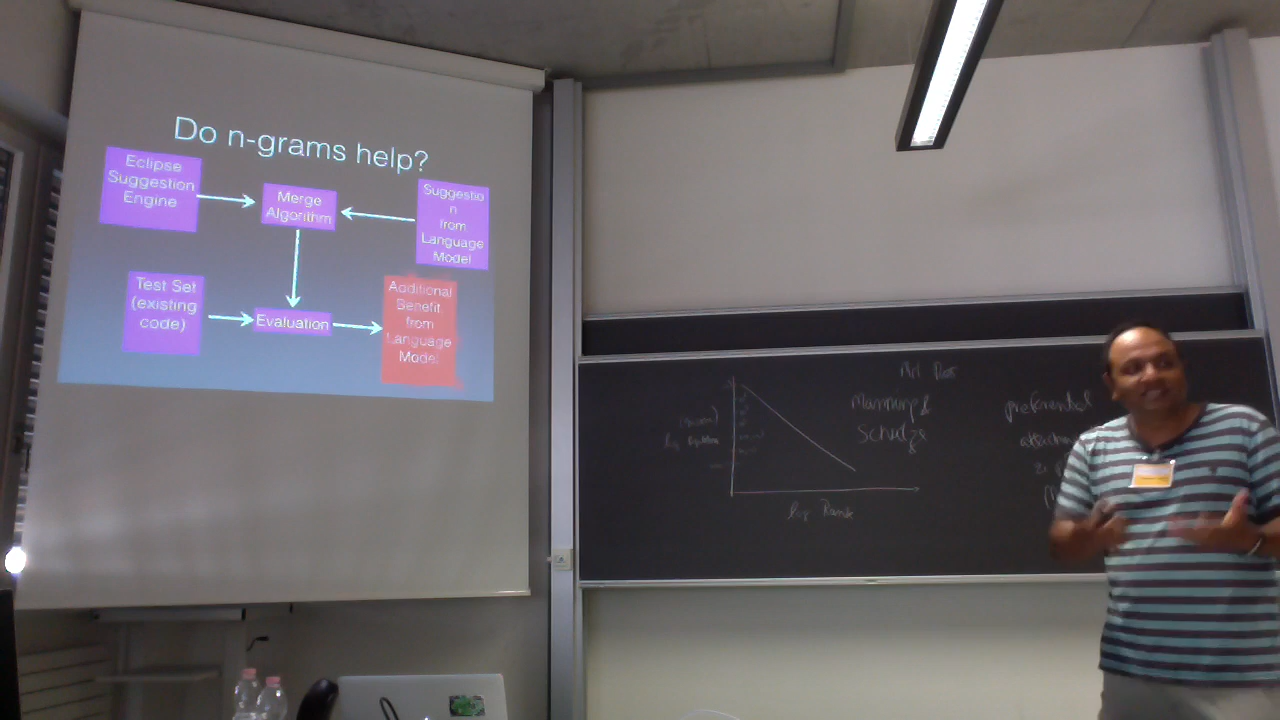 Do n-grams help?
Eclipse
Suggestion
Engine
Merge
Algorithm
Suggestio
n
from
Language
Model
Test Set
(existing
code)
Evaluation
Additional
Benefit
from
Language
Model
Manning &
Schutze
log Rank
preferential